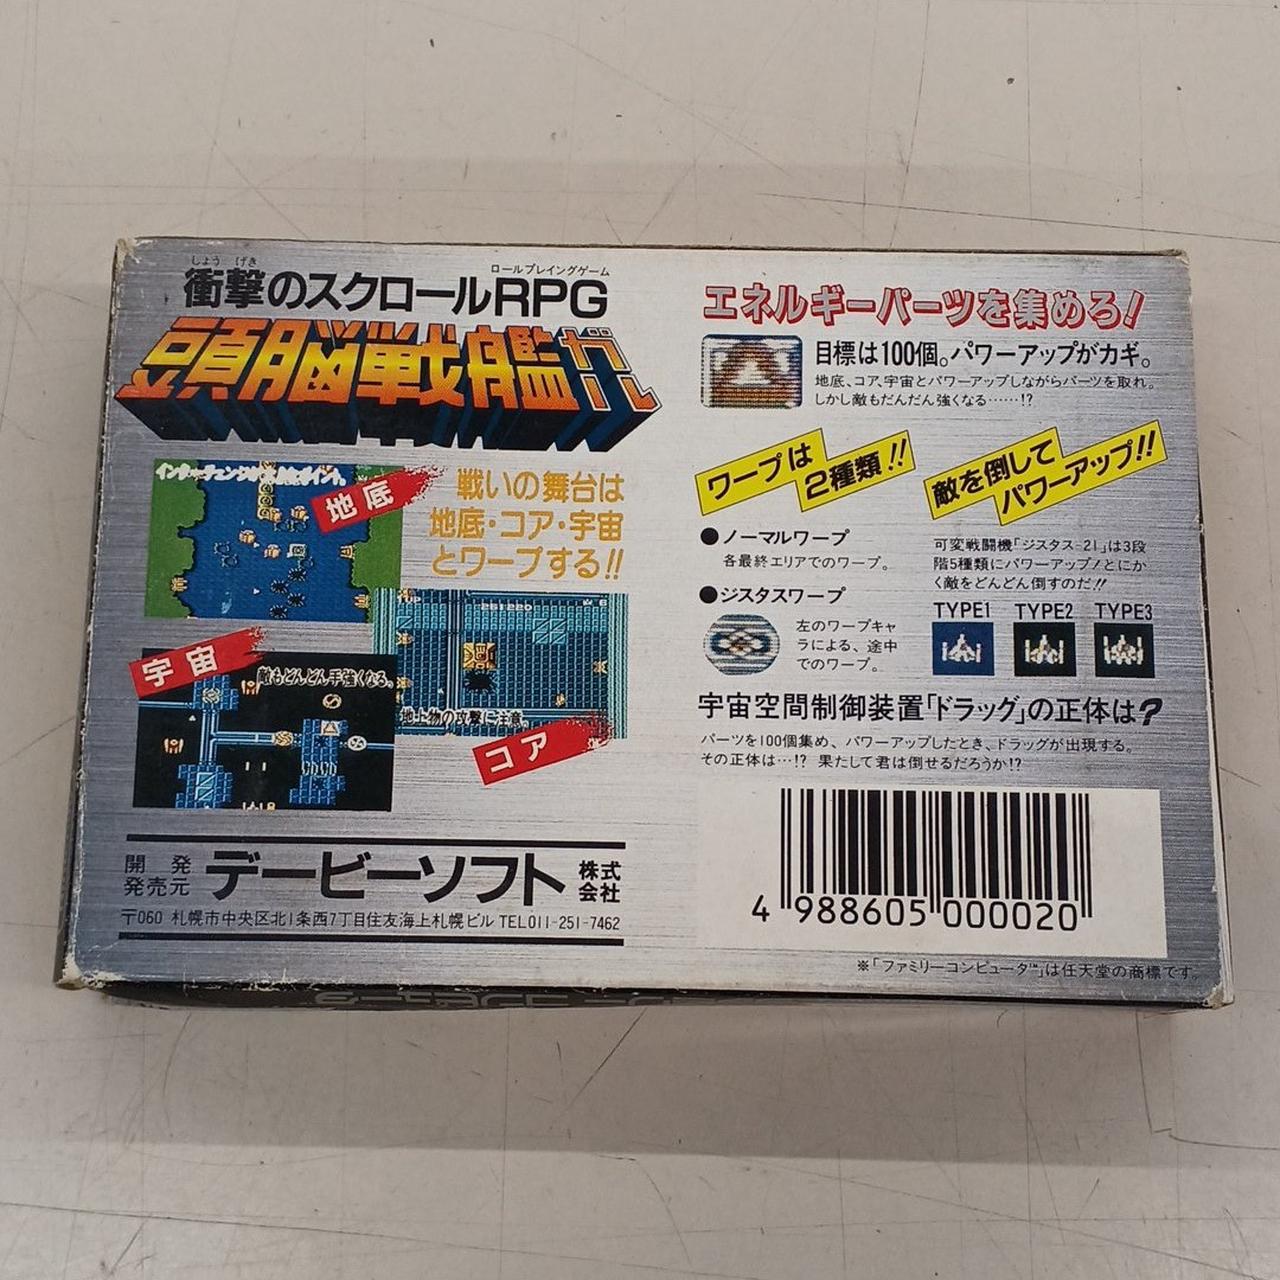 しょう げき
ロールプレイングゲーム
衝撃のスクロールRPG
頭脳戦艦ガル
地底
戦いの舞台は
地底・コア・宇宙
とワープする!!
251220
宇宙
敵もどんどん手強くなる。
地上物の攻撃に注意。
コア
開発
発売元
デービーソフト
株式
会社
〒060 札幌市中央区北1条西7丁目住友海上札幌ビル TEL011-251-7462
エネルギーパーツを集めろ!
目標は100個。パワーアップがカギ。
地底、コア、宇宙とパワーアップしながらパーツを取れ。
しかし敵もだんだん強くなる……!?
ワープは
2種類!!
●ノーマルワープ
各最終エリアでのワープ。
●ジスタスワープ
左のワープキャ
ラによる、途中
でのワープ。
敵を倒して
パワーアップ!!
可変戦闘機「ジスタス-21」は3段
階5種類にパワーアップ!とにか
く敵をどんどん倒すのだ!!
TYPE1 TYPE2 TYPE3
宇宙空間制御装置「ドラッグ」の正体は?
パーツを100個集め、パワーアップしたとき、ドラッグが出現する。
その正体は…!? 果たして君は倒せるだろうか!?
4 988605 000020
※「ファミリーコンピュータ™」は任天堂の商標です。